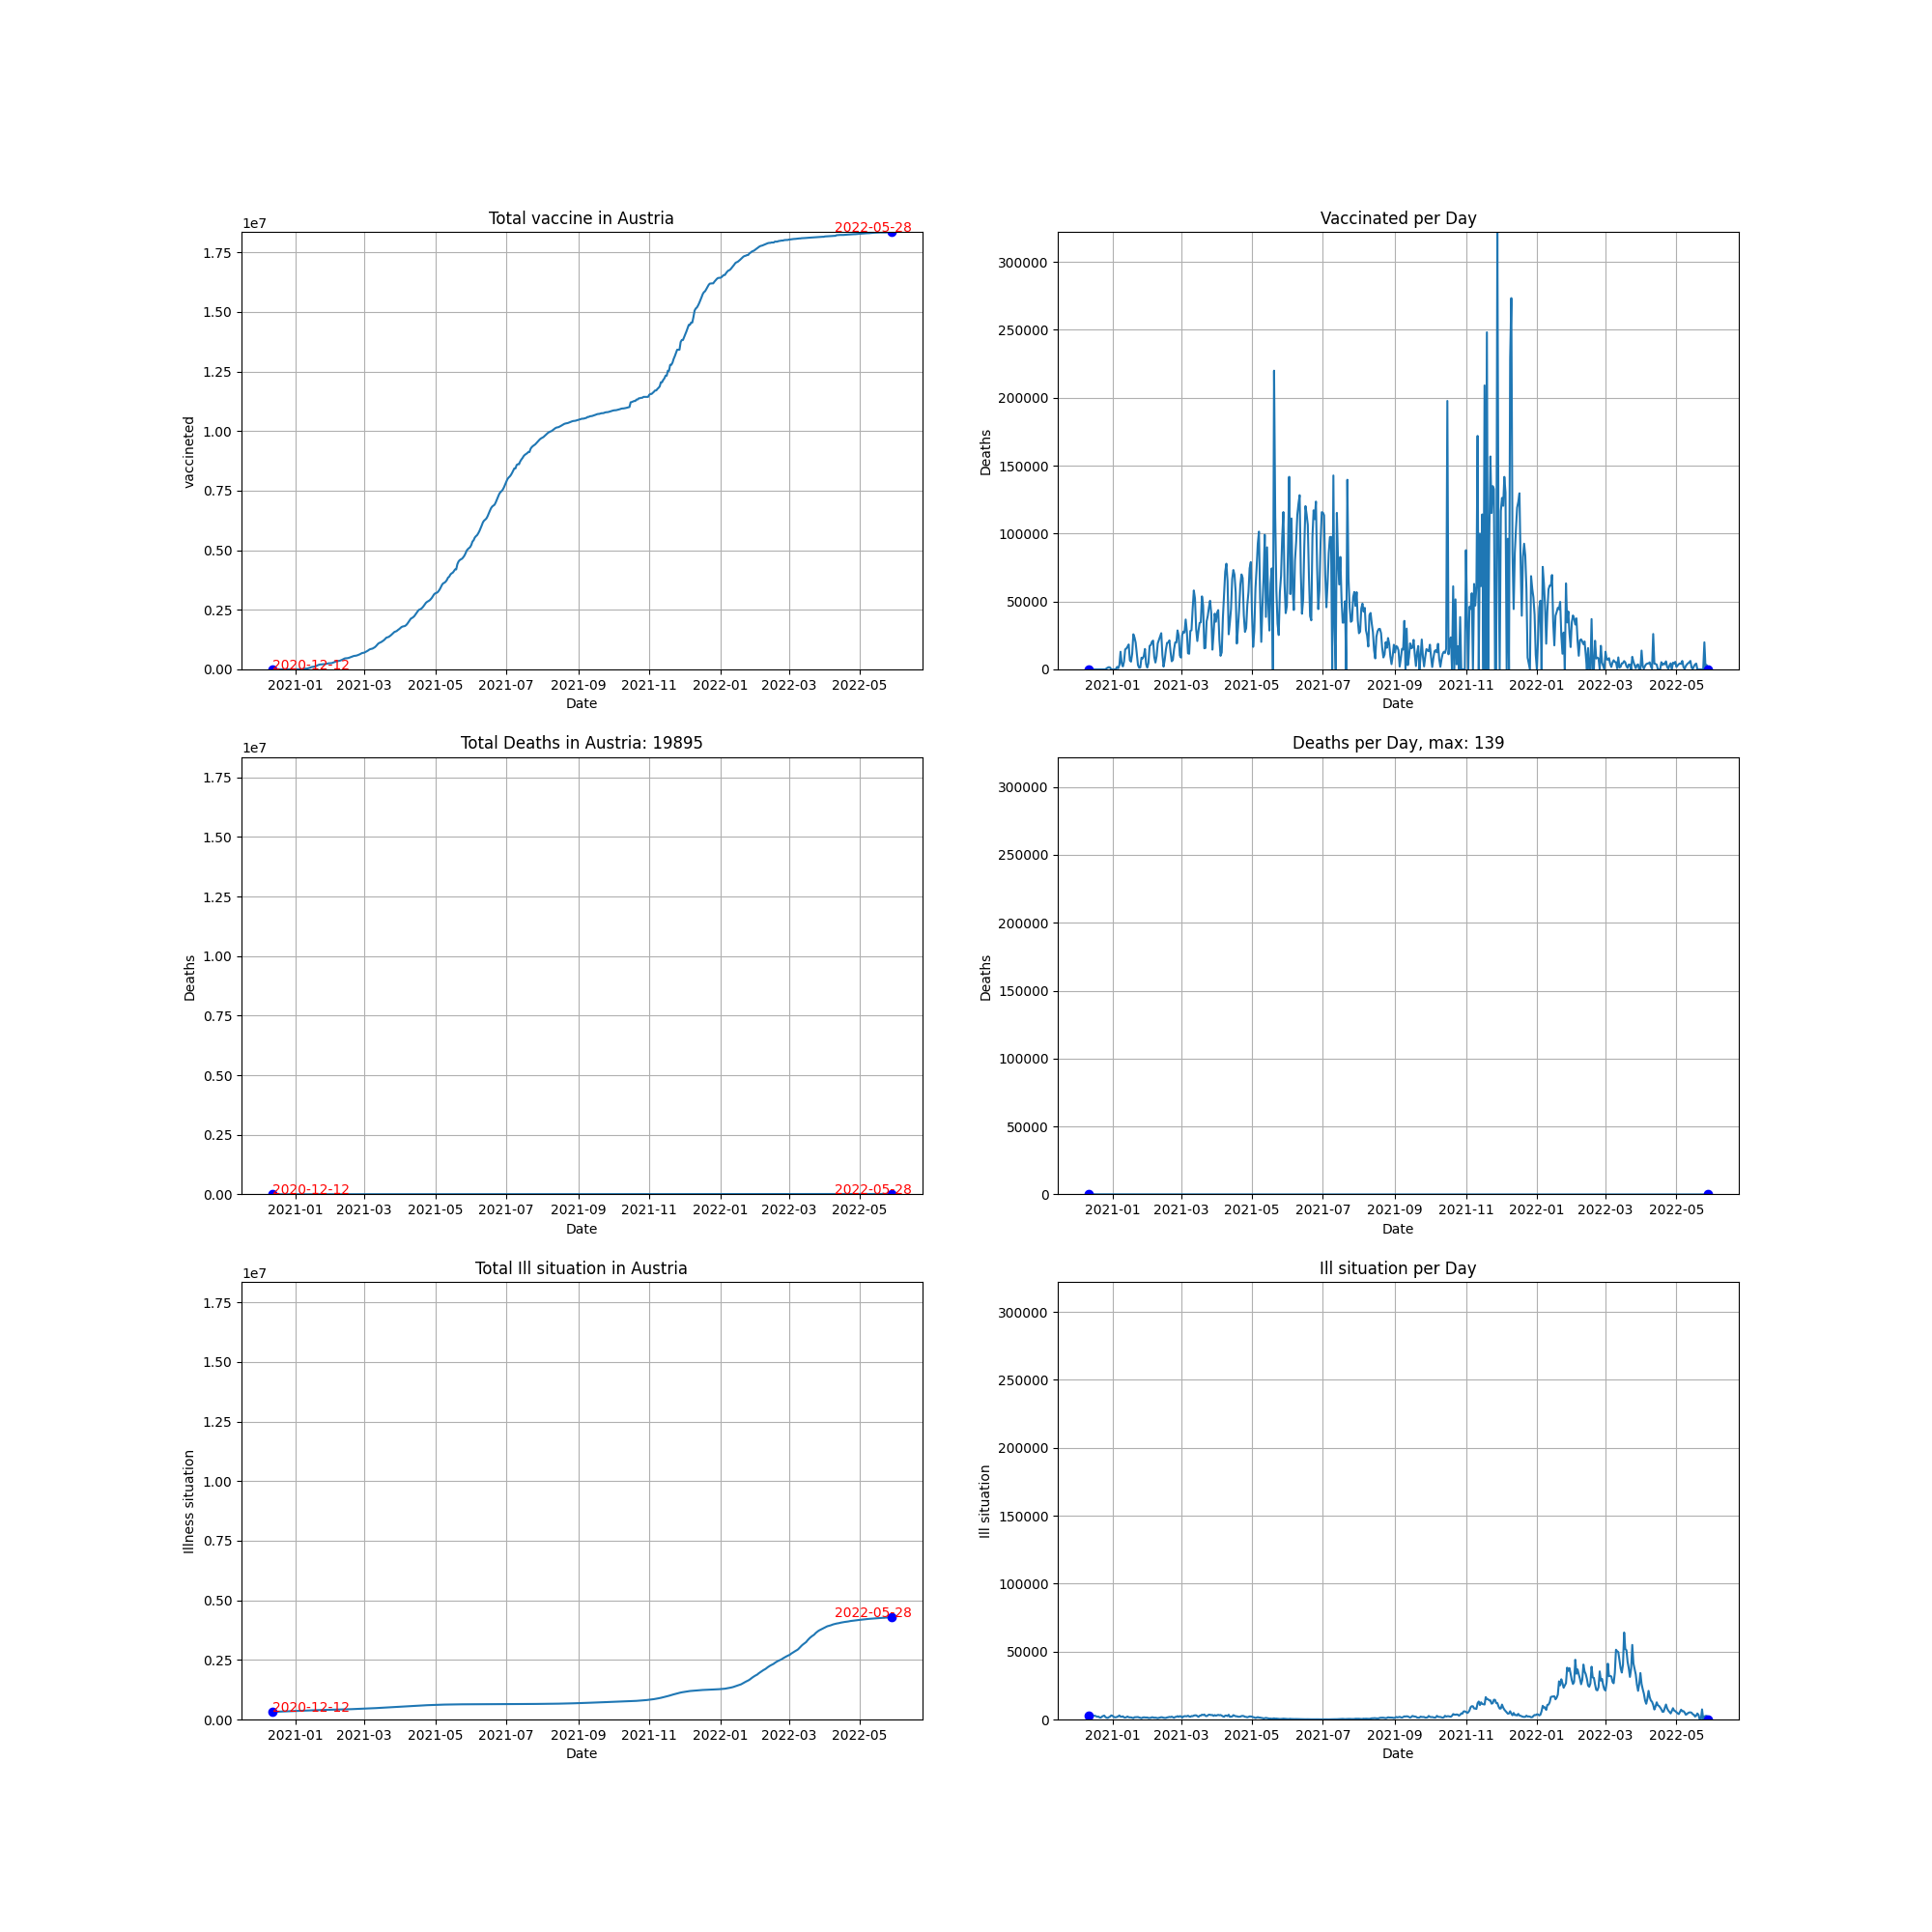 Total vaccine in Austria
1e7
2022-05-28
1.75
1.50
1.25
1.00
0.75
0.50
0.25
0.00
vaccineted
2020-12-12
2021-01 2021-03 2021-05 2021-07 2021-09 2021-11 2022-01 2022-03 2022-05
Date
Vaccinated per Day
300000
250000
200000
150000
100000
50000
0
Deaths
2021-01 2021-03 2021-05 2021-07 2021-09 2021-11 2022-01 2022-03 2022-05
Date
Total Deaths in Austria: 19895
1e7
1.75
1.50
1.25
1.00
0.75
0.50
0.25
0.00
Deaths
2020-12-12
2022-05-28
2021-01 2021-03 2021-05 2021-07 2021-09 2021-11 2022-01 2022-03 2022-05
Date
Deaths per Day, max: 139
300000
250000
200000
150000
100000
50000
0
Deaths
2021-01 2021-03 2021-05 2021-07 2021-09 2021-11 2022-01 2022-03 2022-05
Date
Total Ill situation in Austria
1e7
1.75
1.50
1.25
1.00
0.75
0.50
0.25
0.00
Illness situation
2022-05-28
2020-12-12
2021-01 2021-03 2021-05 2021-07 2021-09 2021-11 2022-01 2022-03 2022-05
Date
Ill situation per Day
300000
250000
200000
150000
100000
50000
0
Ill situation
2021-01 2021-03 2021-05 2021-07 2021-09 2021-11 2022-01 2022-03 2022-05
Date